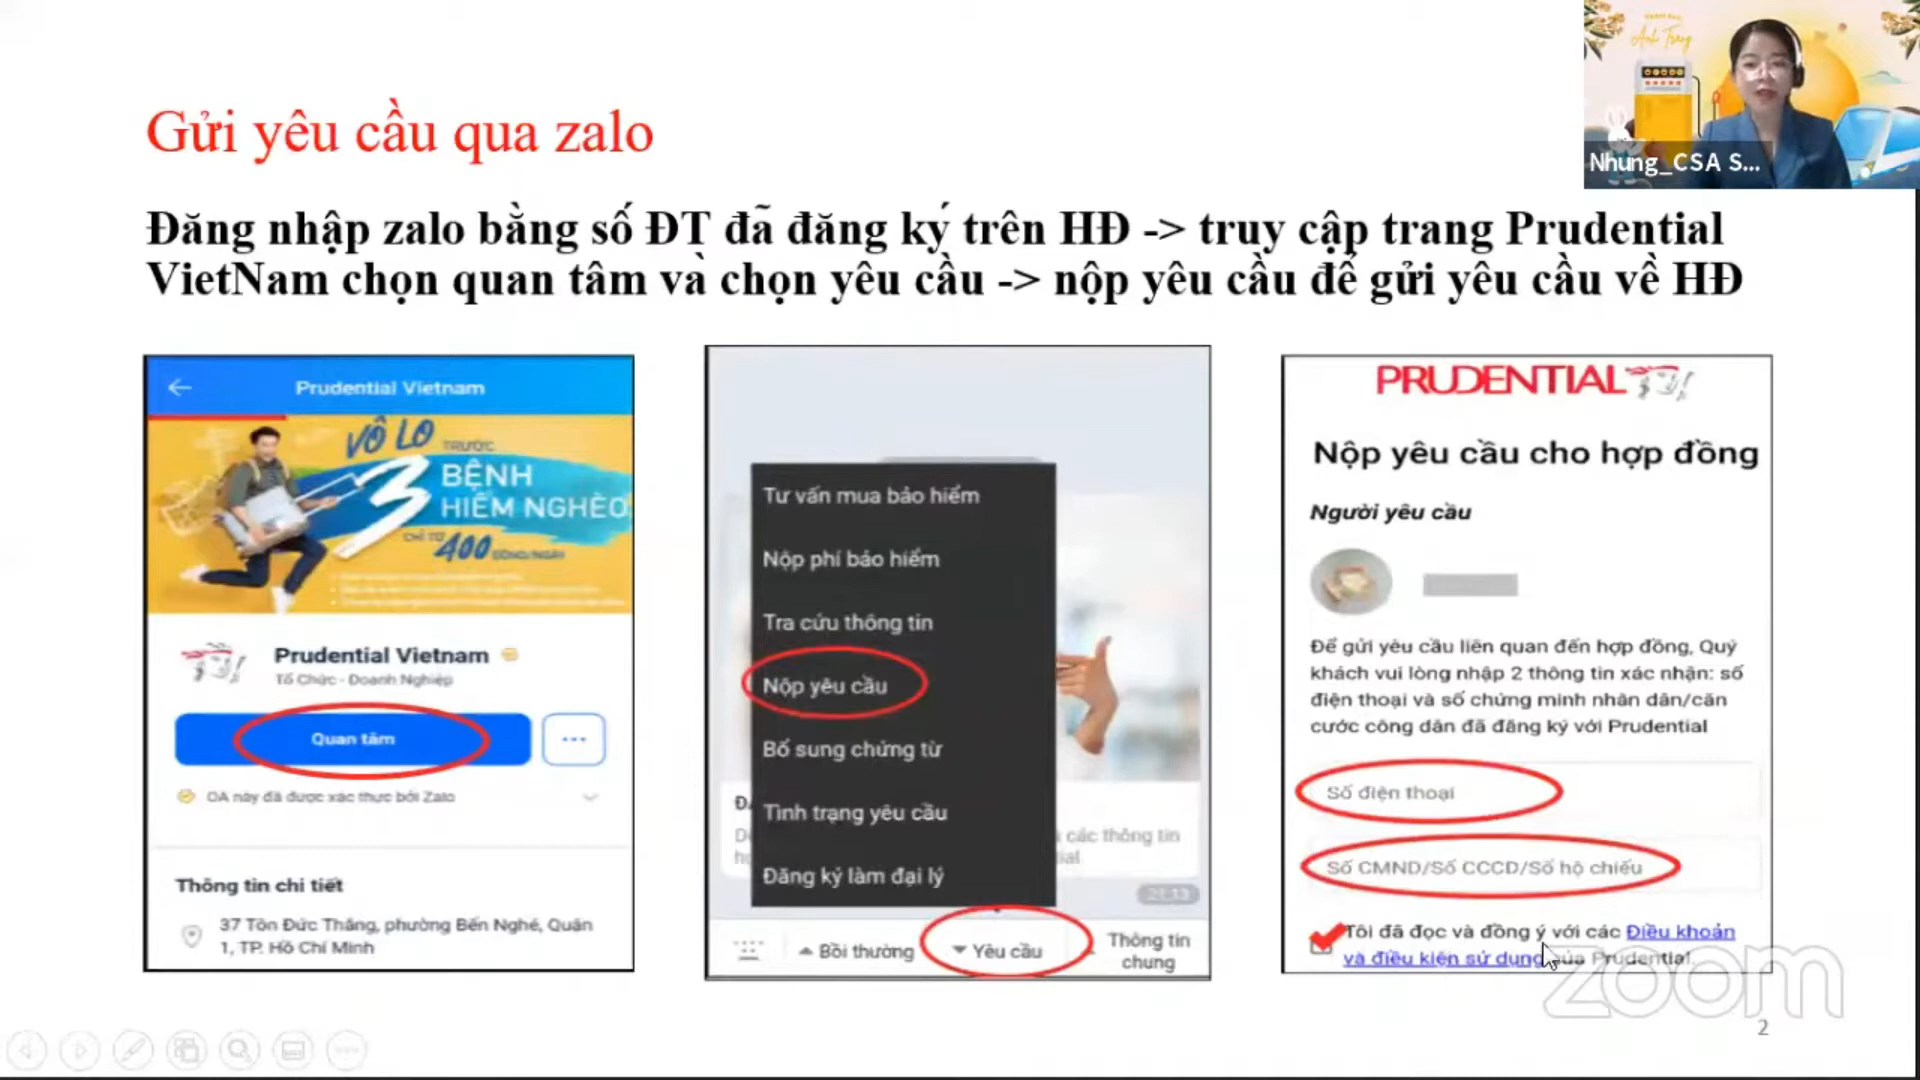 Gửi yêu cầu qua zalo
Đăng nhập zalo bằng số ĐT đã đăng ký trên HĐ -> truy cập trang Prudential
VietNam chọn quan tâm và chọn yêu cầu -> nộp yêu cầu để gửi yêu cầu về HĐ
Nhung_CSA S...
Prudential Vietnam
VÔ LO TRƯỚC
3 BỆNH
HIỂM NGHÈO
CHỈ TỪ 400 ĐỒNG/NGÀY
Prudential Vietnam
Tổ Chức - Doanh Nghiệp
Quan tâm
OA này đã được xác thực bởi Zalo
Thông tin chi tiết
37 Tôn Đức Thắng, phường Bến Nghé, Quận
1, TP. Hồ Chí Minh
Tư vấn mua bảo hiểm
Nộp phí bảo hiểm
Tra cứu thông tin
Nộp yêu cầu
Bổ sung chứng từ
Tình trạng yêu cầu
Đăng ký làm đại lý
các thông tin
Bồi thường
Yêu cầu
Thông tin
chung
PRUDENTIAL
Nộp yêu cầu cho hợp đồng
Người yêu cầu
Để gửi yêu cầu liên quan đến hợp đồng, Quý
khách vui lòng nhập 2 thông tin xác nhận: số
điện thoại và số chứng minh nhân dân/căn
cước công dân đã đăng ký với Prudential
Số điện thoại
Số CMND/Số CCCD/Số hộ chiếu
Tôi đã đọc và đồng ý với các Điều khoản
và điều kiện sử dụng của Prudential.
zoom
2